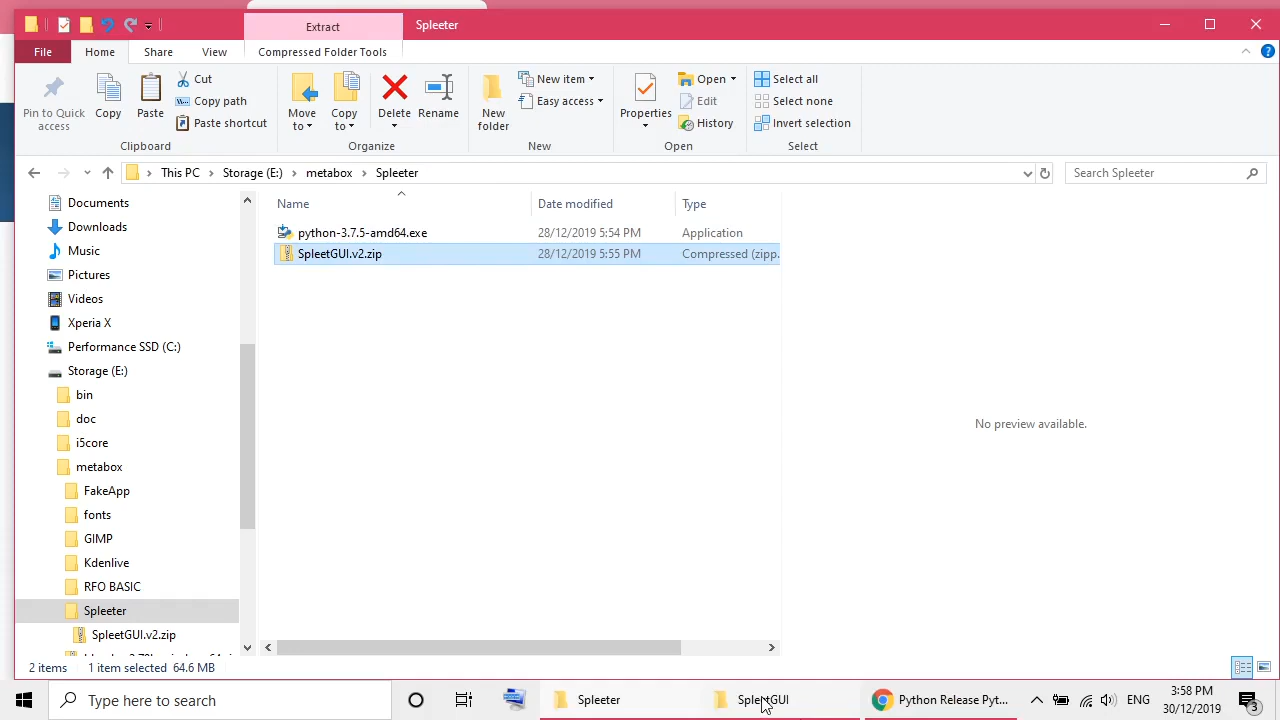 Extract
Spleeter
File
Home
Share
View
Compressed Folder Tools
Pin to Quick access
Copy
Paste
Cut
Copy path
Paste shortcut
Clipboard
Move to
Copy to
Delete
Rename
Organize
New folder
New item
Easy access
New
Properties
Open
Edit
History
Open
Select all
Select none
Invert selection
Select
This PC > Storage (E:) > metabox > Spleeter
Search Spleeter
Name
Date modified
Type
python-3.7.5-amd64.exe
28/12/2019 5:54 PM
Application
SpleetGUI.v2.zip
28/12/2019 5:55 PM
Compressed (zipp.
Documents
Downloads
Music
Pictures
Videos
Xperia X
Performance SSD (C:)
Storage (E:)
bin
doc
i5core
metabox
FakeApp
fonts
GIMP
Kdenlive
RFO BASIC
Spleeter
SpleetGUI.v2.zip
No preview available.
2 items
1 item selected 64.6 MB
Type here to search
Spleeter
SpleetGUI
Python Release Pyt...
ENG
3:58 PM
30/12/2019
3